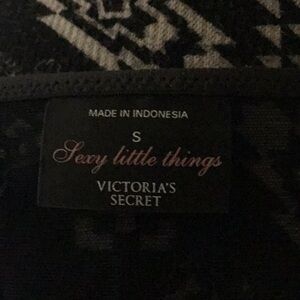 MADE IN INDONESIA
S
Sexy little things
VICTORIA'S
SECRET